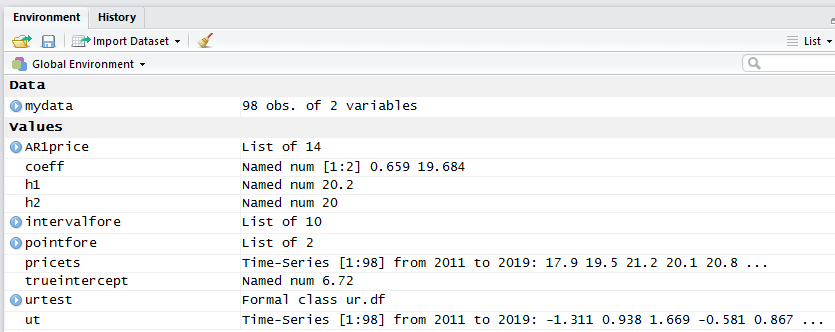 Environment History
Import Dataset List
Global Environment
Data
mydata 98 obs. of 2 variables
Values
AR1price List of 14
coeff Named num [1:2] 0.659 19.684
h1 Named num 20.2
h2 Named num 20
intervalfore List of 10
pointfore List of 2
pricets Time-Series [1:98] from 2011 to 2019: 17.9 19.5 21.2 20.1 20.8 ...
trueintercept Named num 6.72
urtest Formal class ur.df
ut Time-Series [1:98] from 2011 to 2019: -1.311 0.938 1.669 -0.581 0.867 ...